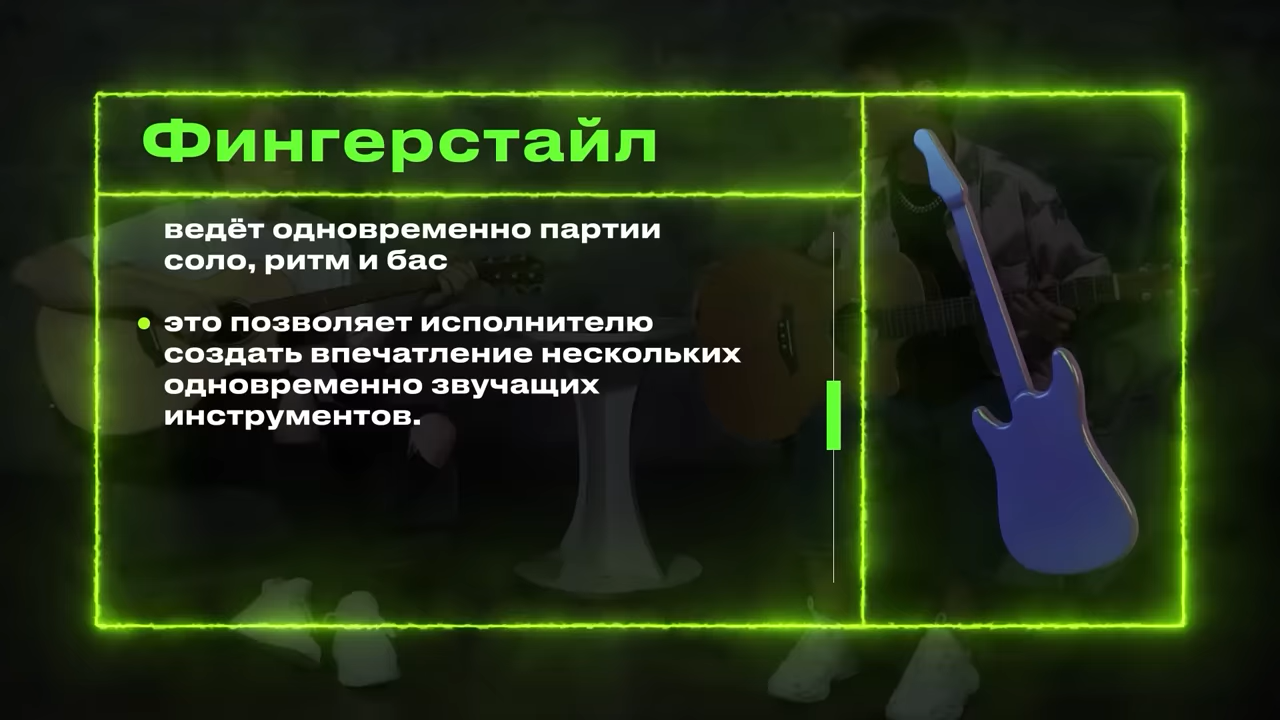 Фингерстайл
ведёт одновременно партии
соло, ритм и бас
• это позволяет исполнителю
создать впечатление нескольких
одновременно звучащих
инструментов.